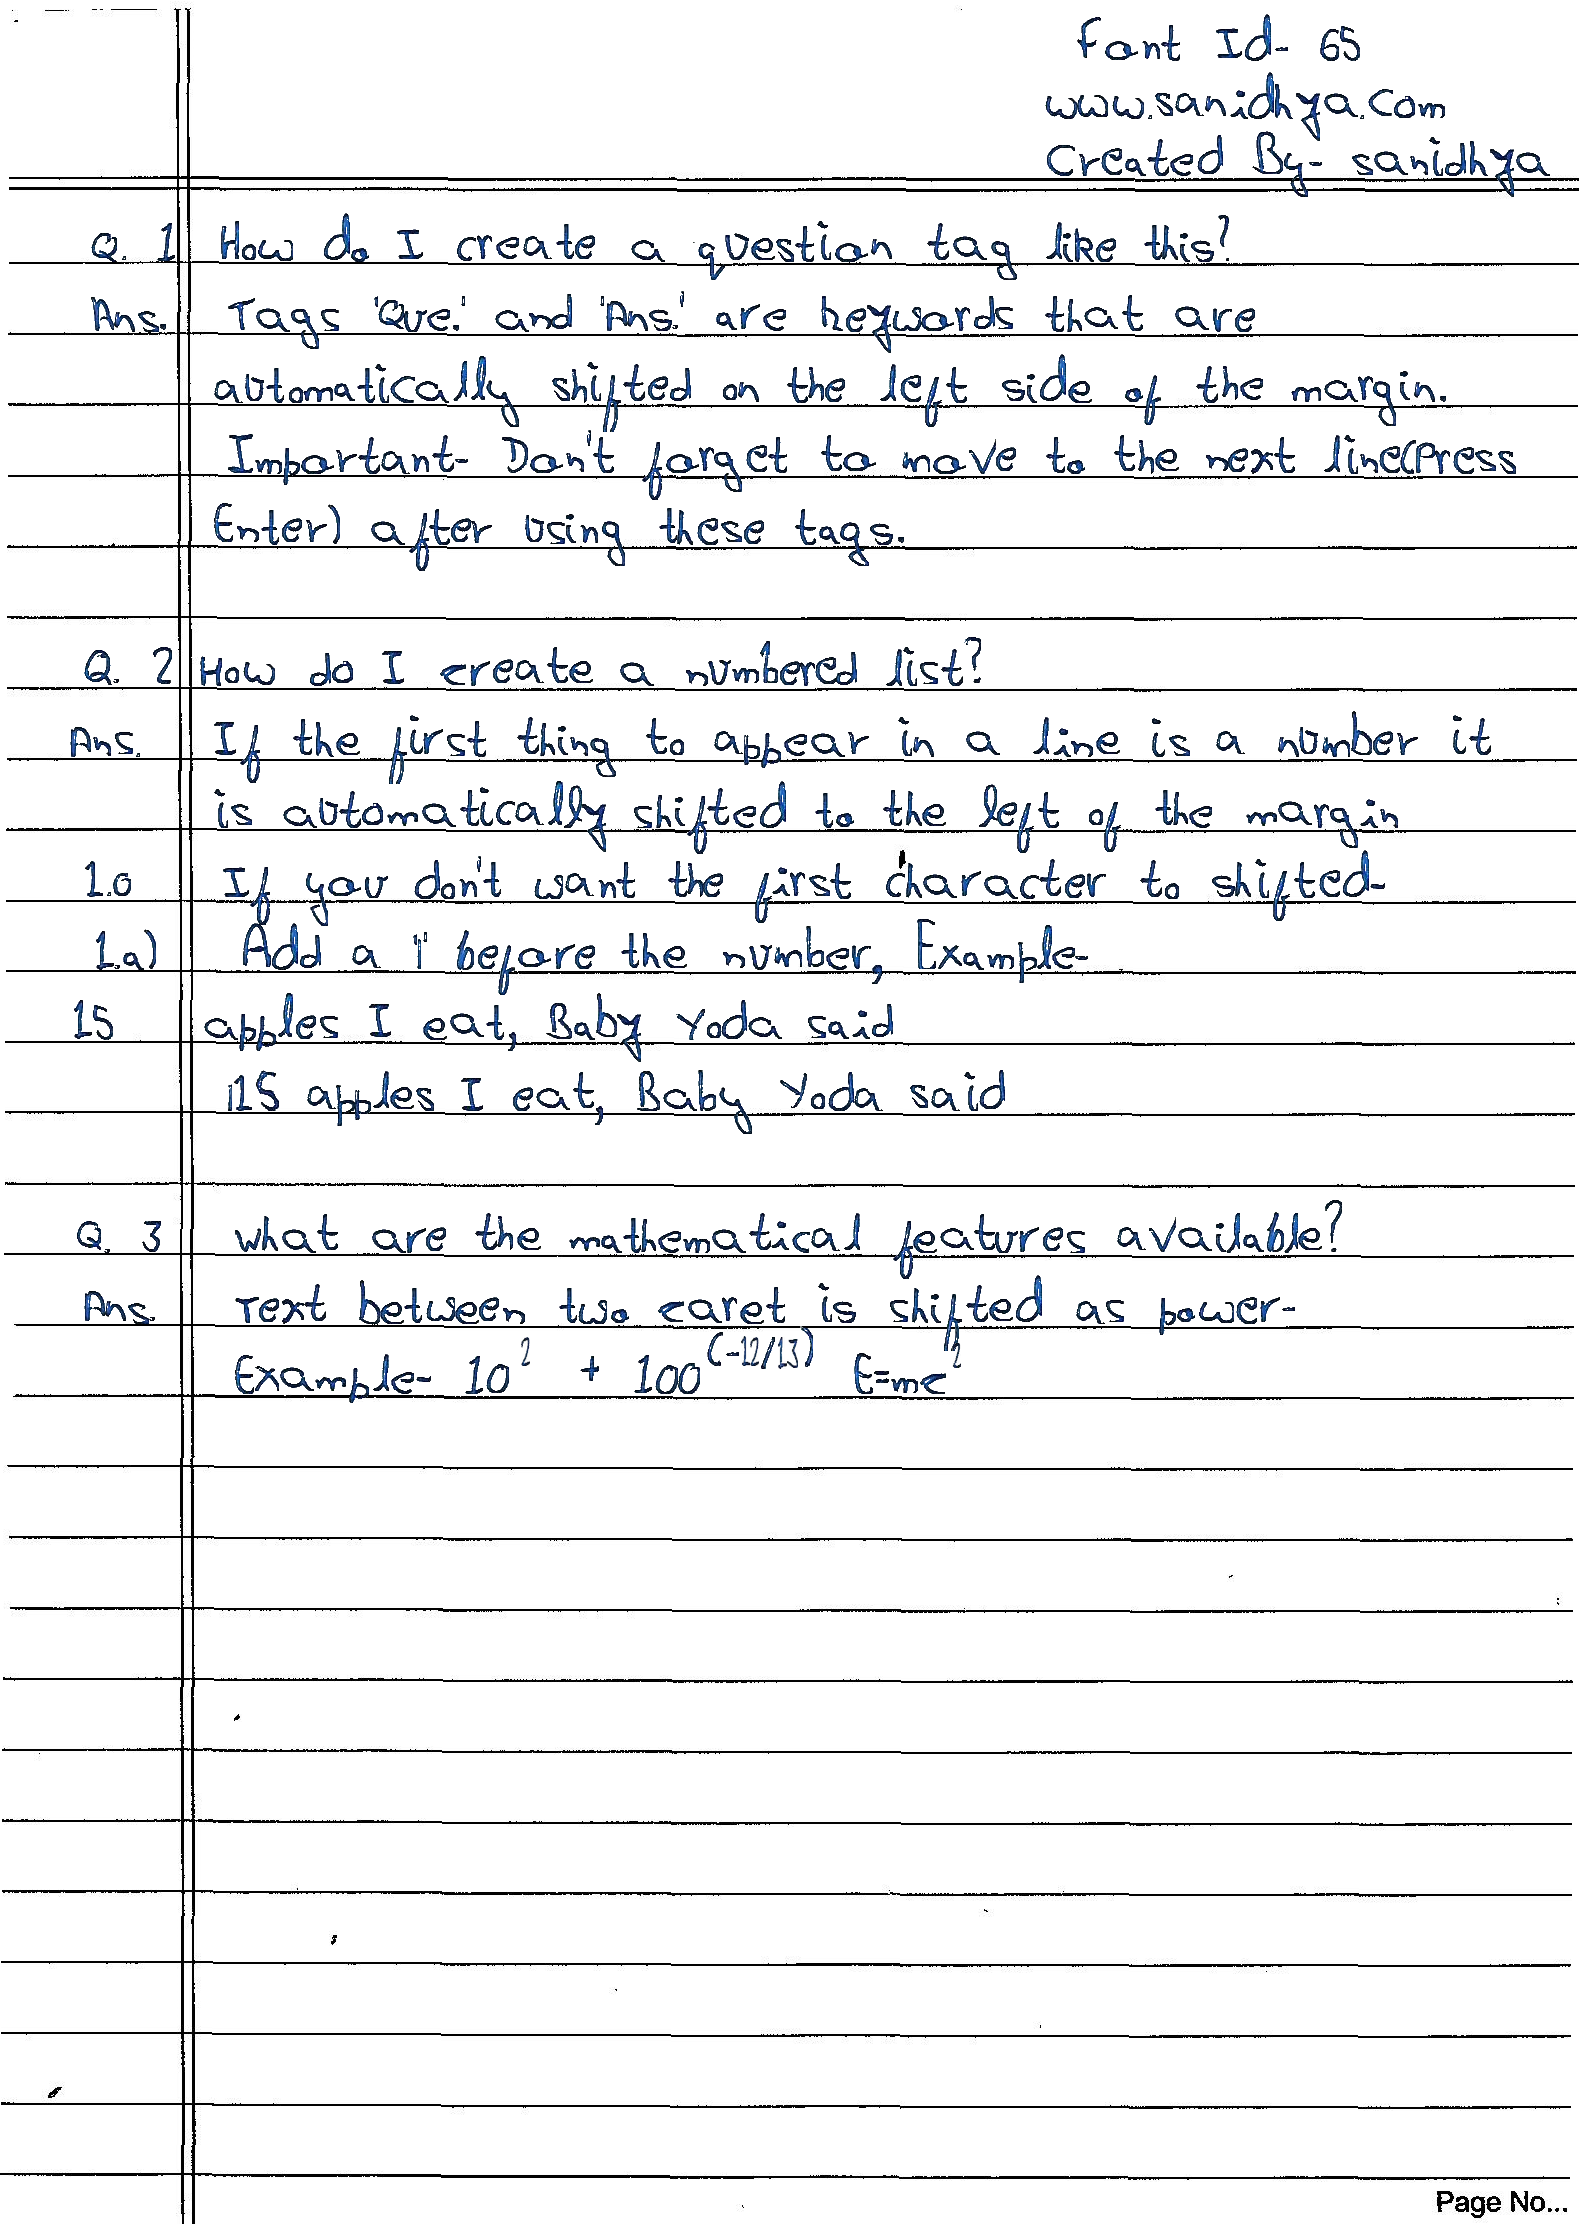 Font Id- 65
www.sanidhya.com
Created By- sanidhya
Q. 1 How do I create a question tag like this?
Ans. Tags 'Que.' and 'Ans.' are keywords that are
automatically shifted on the left side of the margin.
Important- Don't forget to move to the next line(Press
Enter) after using these tags.
Q. 2 How do I create a numbered list?
Ans. If the first thing to appear in a line is a number it
is automatically shifted to the left of the margin
1.0 If you don't want the first character to shifted-
1.a) Add a '|' before the number, Example-
15 apples I eat, Baby Yoda said
|15 apples I eat, Baby Yoda said
Q. 3 what are the mathematical features available?
Ans. Text between two caret is shifted as power-
Example- 10² + 100⁽⁻¹²/¹³⁾ E=mc²
Page No...